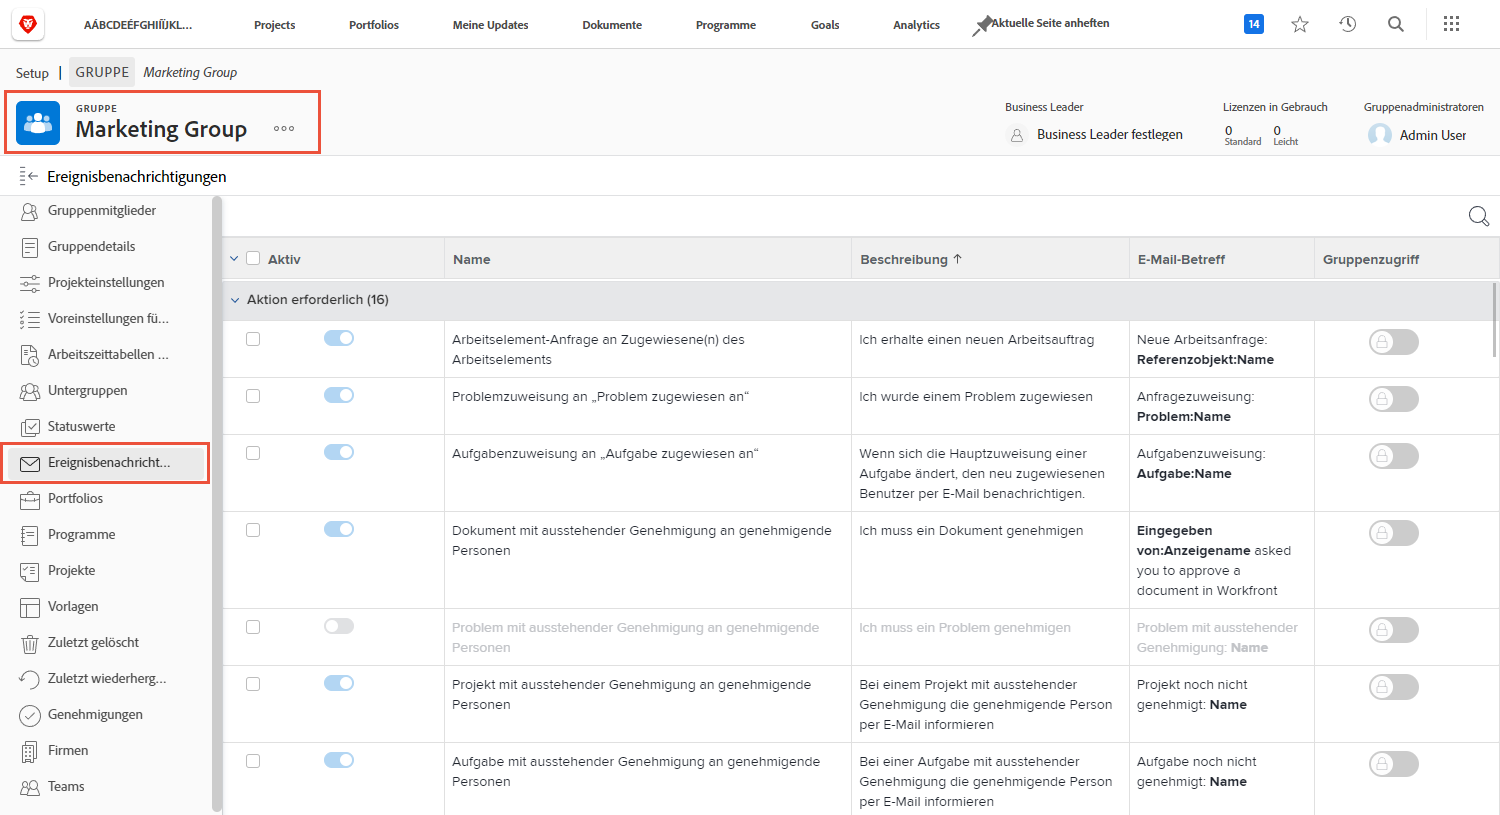 AÁBCDEÉFGHIÍÏJKL...
Projects
Portfolios
Meine Updates
Dokumente
Programme
Goals
Analytics
Aktuelle Seite anheften
14
Setup | GRUPPE Marketing Group
GRUPPE
Marketing Group
Business Leader
Business Leader festlegen
Lizenzen in Gebrauch
0 0
Standard Leicht
Gruppenadministratoren
Admin User
Ereignisbenachrichtigungen
Gruppenmitglieder
Gruppendetails
Projekteinstellungen
Voreinstellungen fü...
Arbeitszeittabellen ...
Untergruppen
Statuswerte
Ereignisbenachricht...
Portfolios
Programme
Projekte
Vorlagen
Zuletzt gelöscht
Zuletzt wiederherg...
Genehmigungen
Firmen
Teams
Aktiv Name Beschreibung ↑ E-Mail-Betreff Gruppenzugriff
Aktion erforderlich (16)
Arbeitselement-Anfrage an Zugewiesene(n) des
Arbeitselements
Ich erhalte einen neuen Arbeitsauftrag
Neue Arbeitsanfrage:
Referenzobjekt:Name
Problemzuweisung an „Problem zugewiesen an“
Ich wurde einem Problem zugewiesen
Anfragezuweisung:
Problem:Name
Aufgabenzuweisung an „Aufgabe zugewiesen an“
Wenn sich die Hauptzuweisung einer
Aufgabe ändert, den neu zugewiesenen
Benutzer per E-Mail benachrichtigen.
Aufgabenzuweisung:
Aufgabe:Name
Dokument mit ausstehender Genehmigung an genehmigende
Personen
Ich muss ein Dokument genehmigen
Eingegeben
von:Anzeigename asked
you to approve a
document in Workfront
Problem mit ausstehender Genehmigung an genehmigende
Personen
Ich muss ein Problem genehmigen
Problem mit ausstehender
Genehmigung: Name
Projekt mit ausstehender Genehmigung an genehmigende
Personen
Bei einem Projekt mit ausstehender
Genehmigung die genehmigende Person
per E-Mail informieren
Projekt noch nicht
genehmigt: Name
Aufgabe mit ausstehender Genehmigung an genehmigende
Personen
Bei einer Aufgabe mit ausstehender
Genehmigung die genehmigende Person
per E-Mail informieren
Aufgabe noch nicht
genehmigt: Name